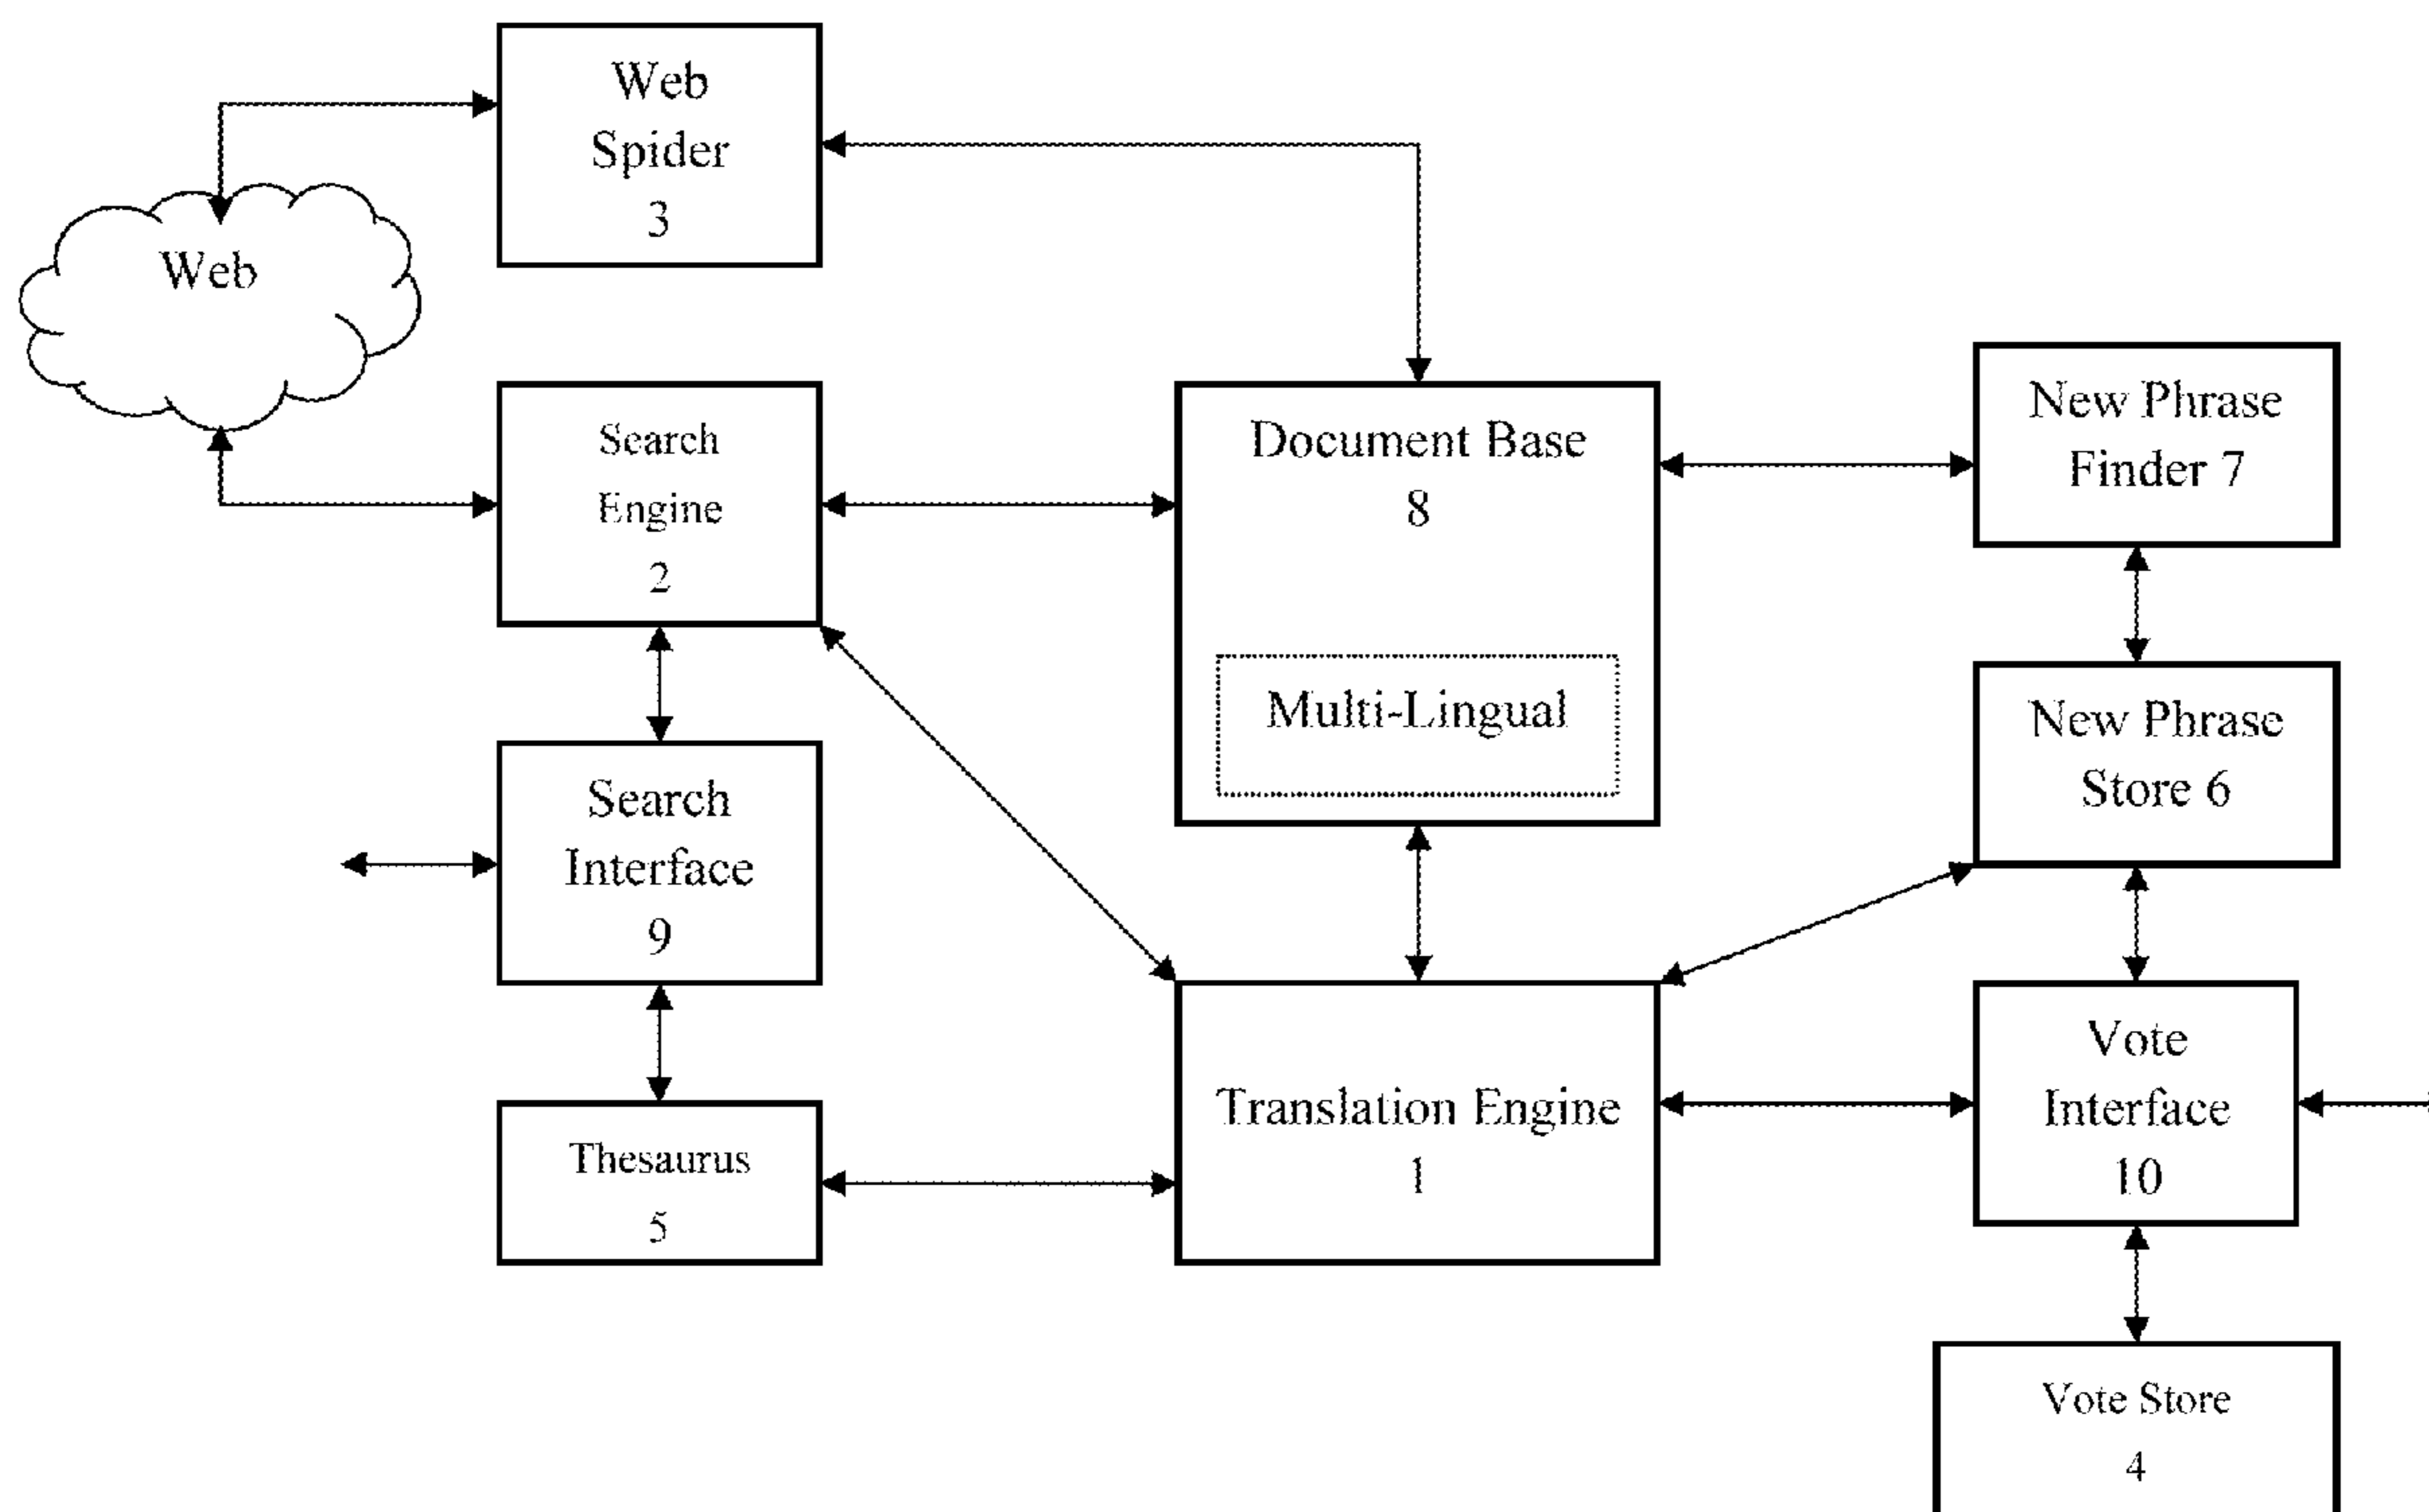 Web
Spider
3
Web
Search
Engine
2
Document Base
8
Multi-Lingual
New Phrase
Finder 7
New Phrase
Store 6
Search
Interface
9
Thesaurus
5
Translation Engine
1
Vote
Interface
10
Vote Store
4